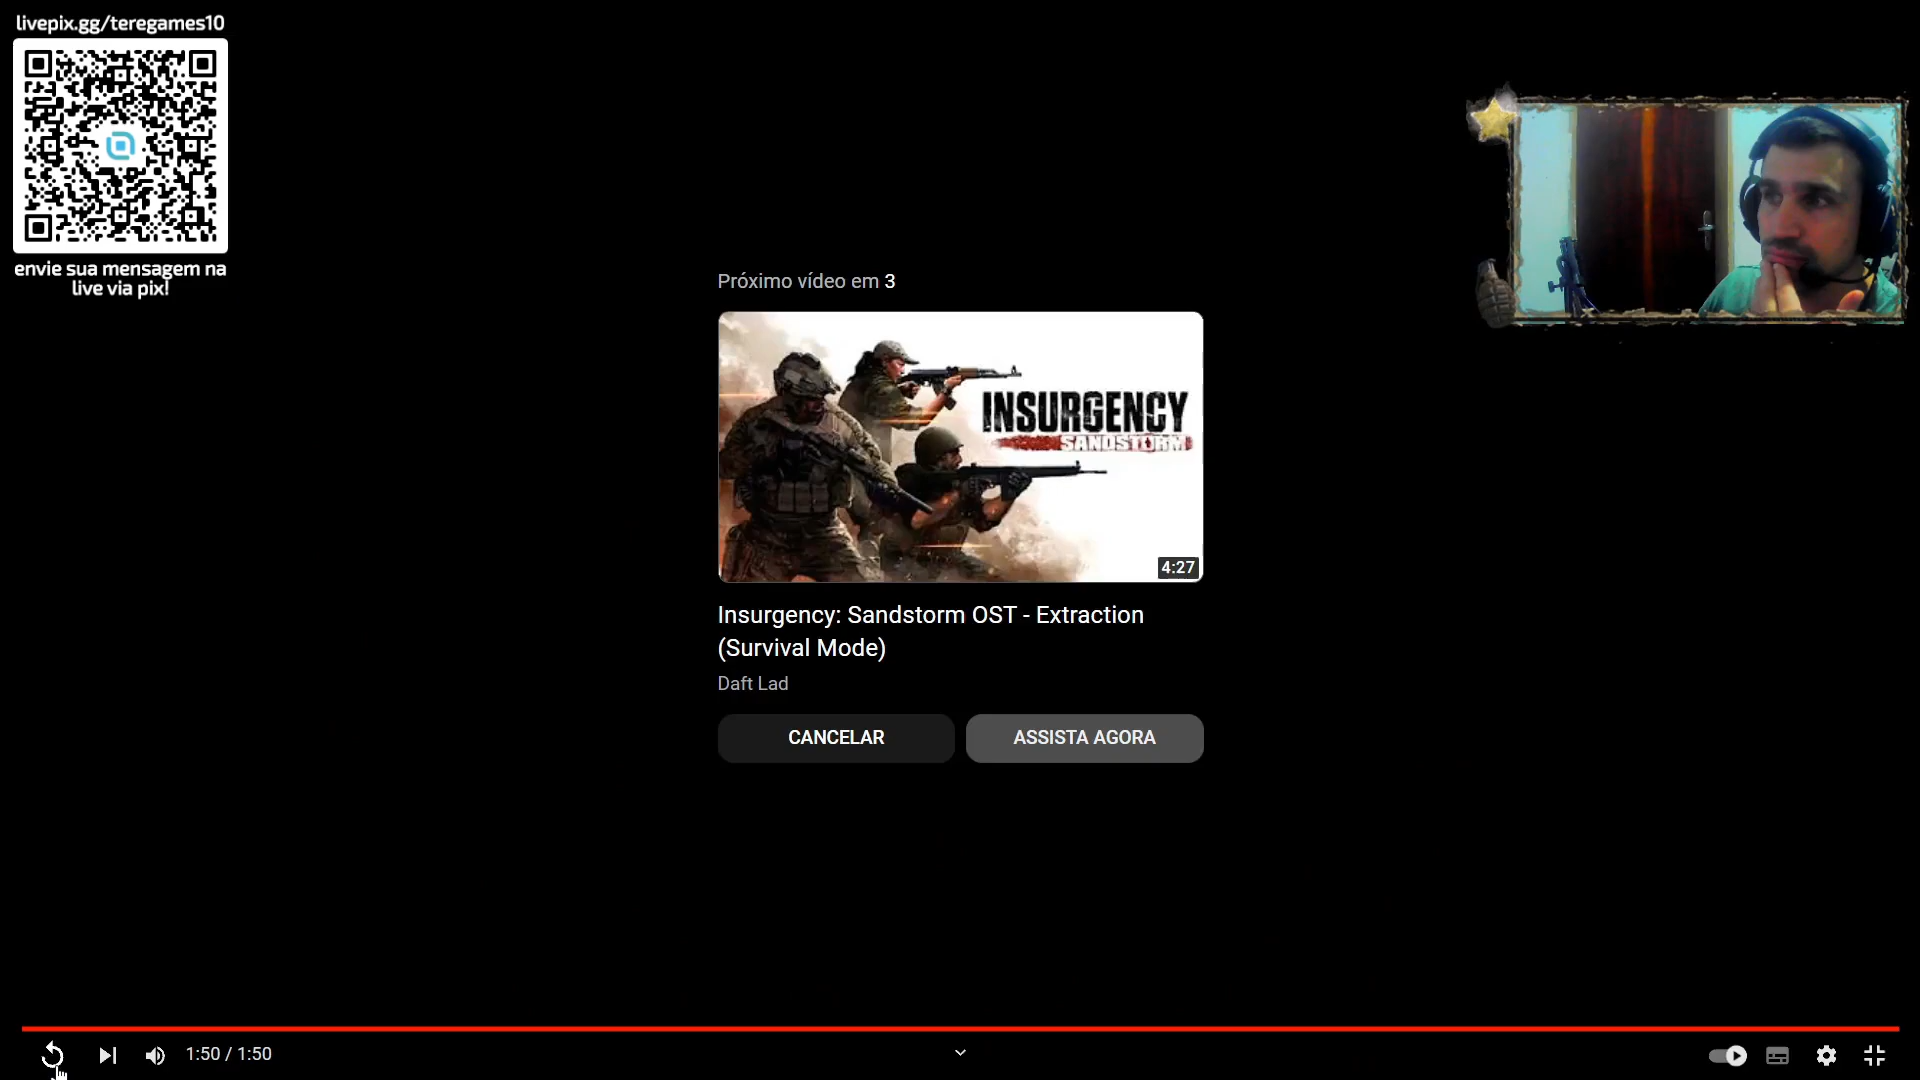 livepix.gg/teregames10
envie sua mensagem na
live via pix!
Próximo vídeo em 3
INSURGENCY
SANDSTORM
4:27
Insurgency: Sandstorm OST - Extraction
(Survival Mode)
Daft Lad
CANCELAR
ASSISTA AGORA
1:50 / 1:50